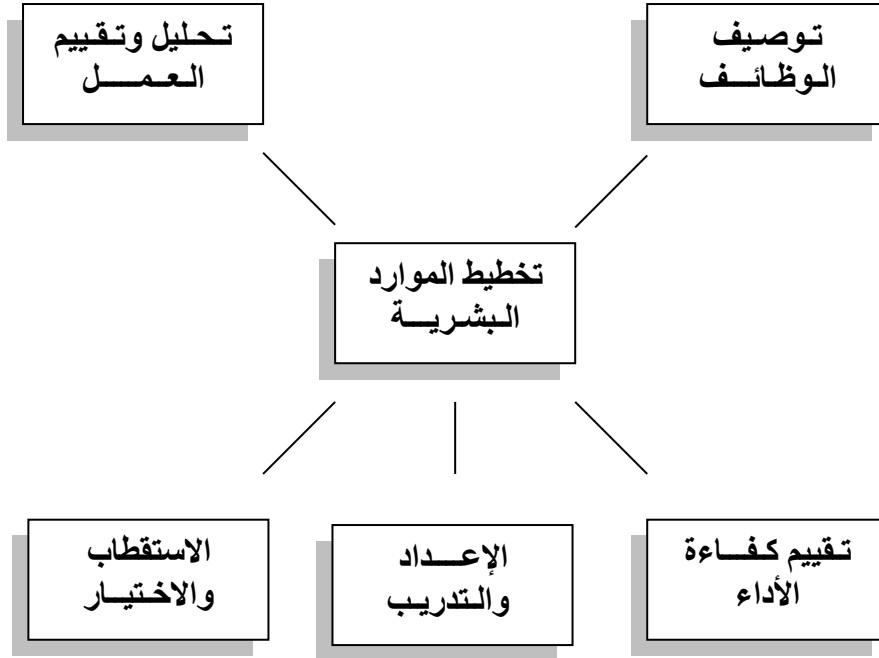 توصيف
الوظائف
تحليل وتقييم
العمل
تخطيط الموارد
البشرية
تقييم كفاءة
الأداء
الإعداد
والتدريب
الاستقطاب
والاختيار